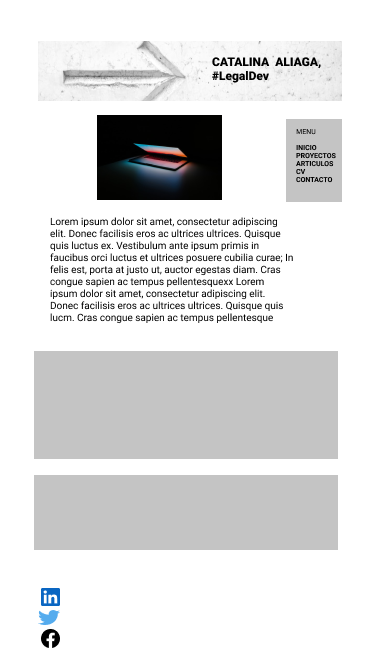 CATALINA ALIAGA,
#LegalDev
MENU
INICIO
PROYECTOS
ARTICULOS
CV
CONTACTO
Lorem ipsum dolor sit amet, consectetur adipiscing
elit. Donec facilisis eros ac ultrices ultrices. Quisque
quis luctus ex. Vestibulum ante ipsum primis in
faucibus orci luctus et ultrices posuere cubilia curae; In
felis est, porta at justo ut, auctor egestas diam. Cras
congue sapien ac tempus pellentesquexx Lorem
ipsum dolor sit amet, consectetur adipiscing elit.
Donec facilisis eros ac ultrices ultrices. Quisque quis
lucm. Cras congue sapien ac tempus pellentesque